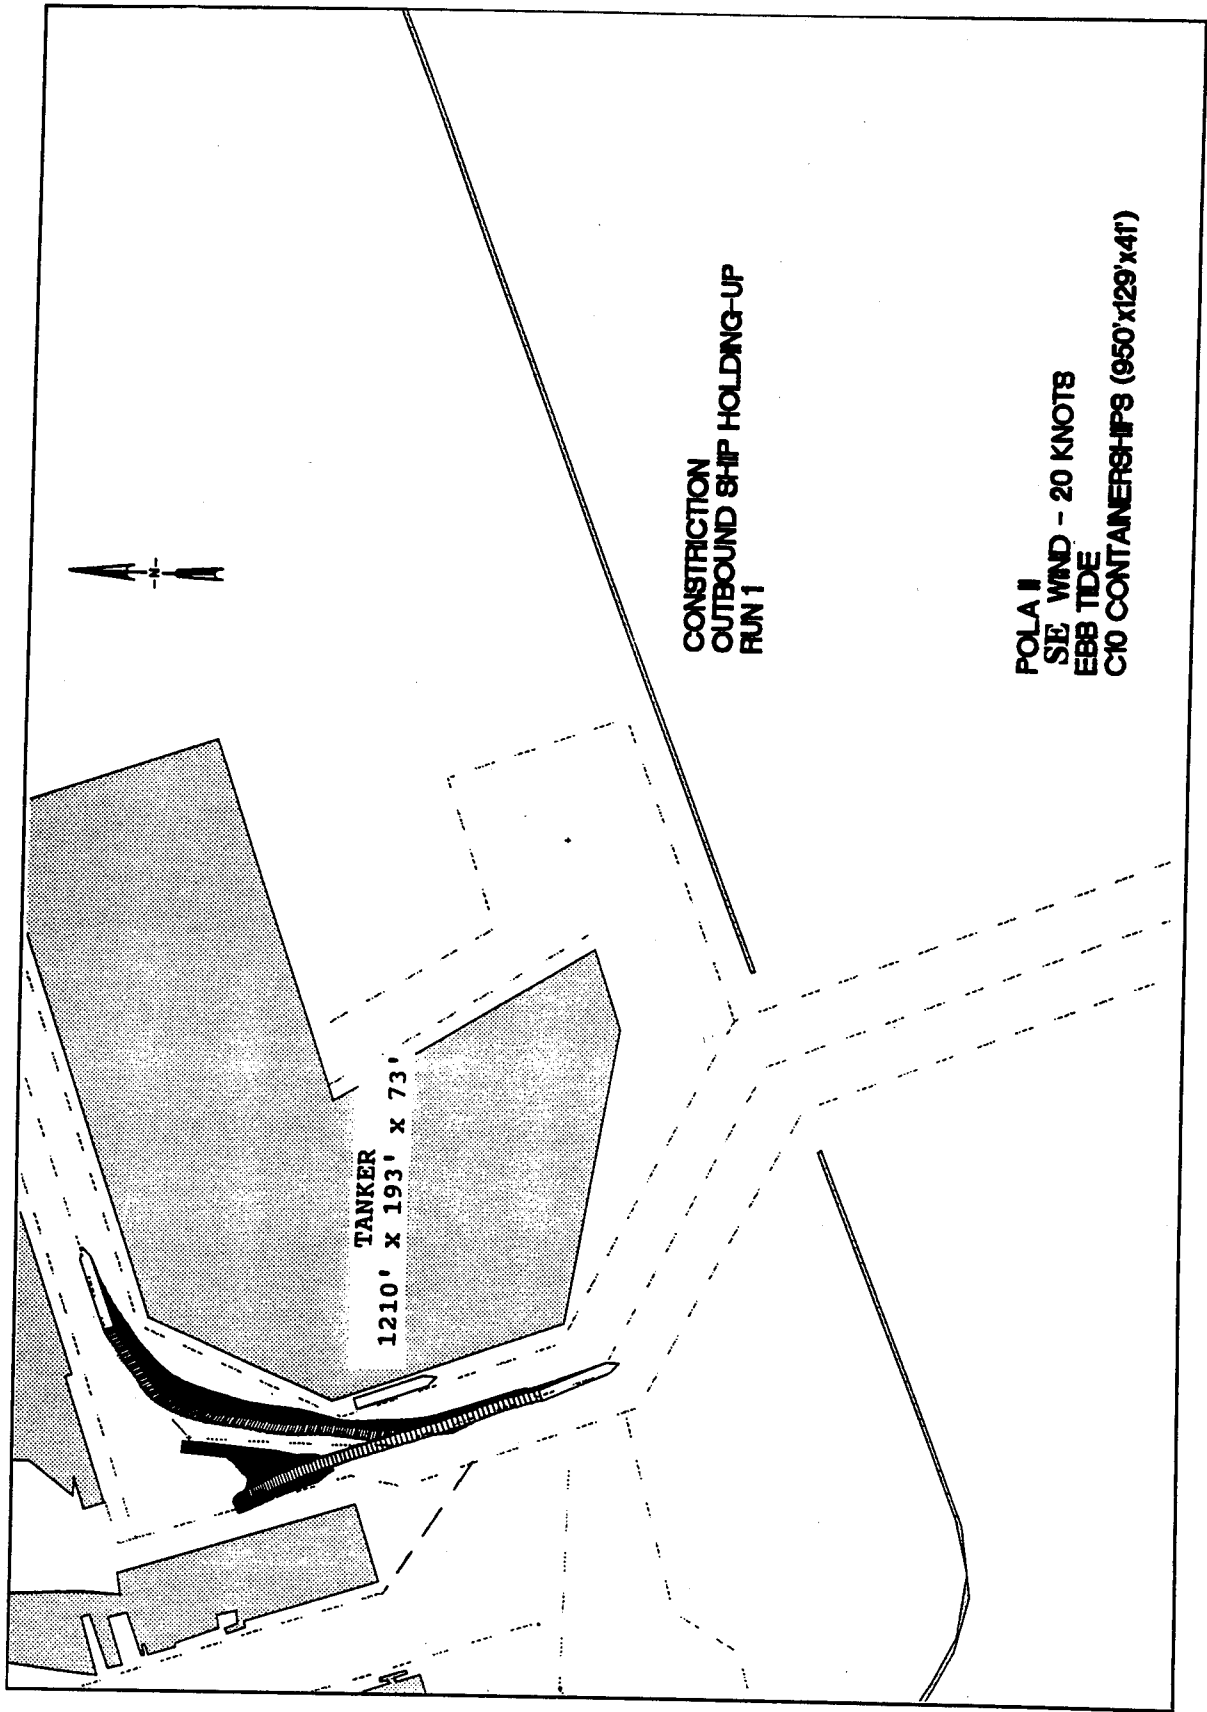 -N-
TANKER
1210' x 193' x 73'
CONSTRICTION
OUTBOUND SHIP HOLDING-UP
RUN 1
POLA II
SE WIND - 20 KNOTS
EBB TIDE
C10 CONTAINERSHIPS (950'x129'x41')